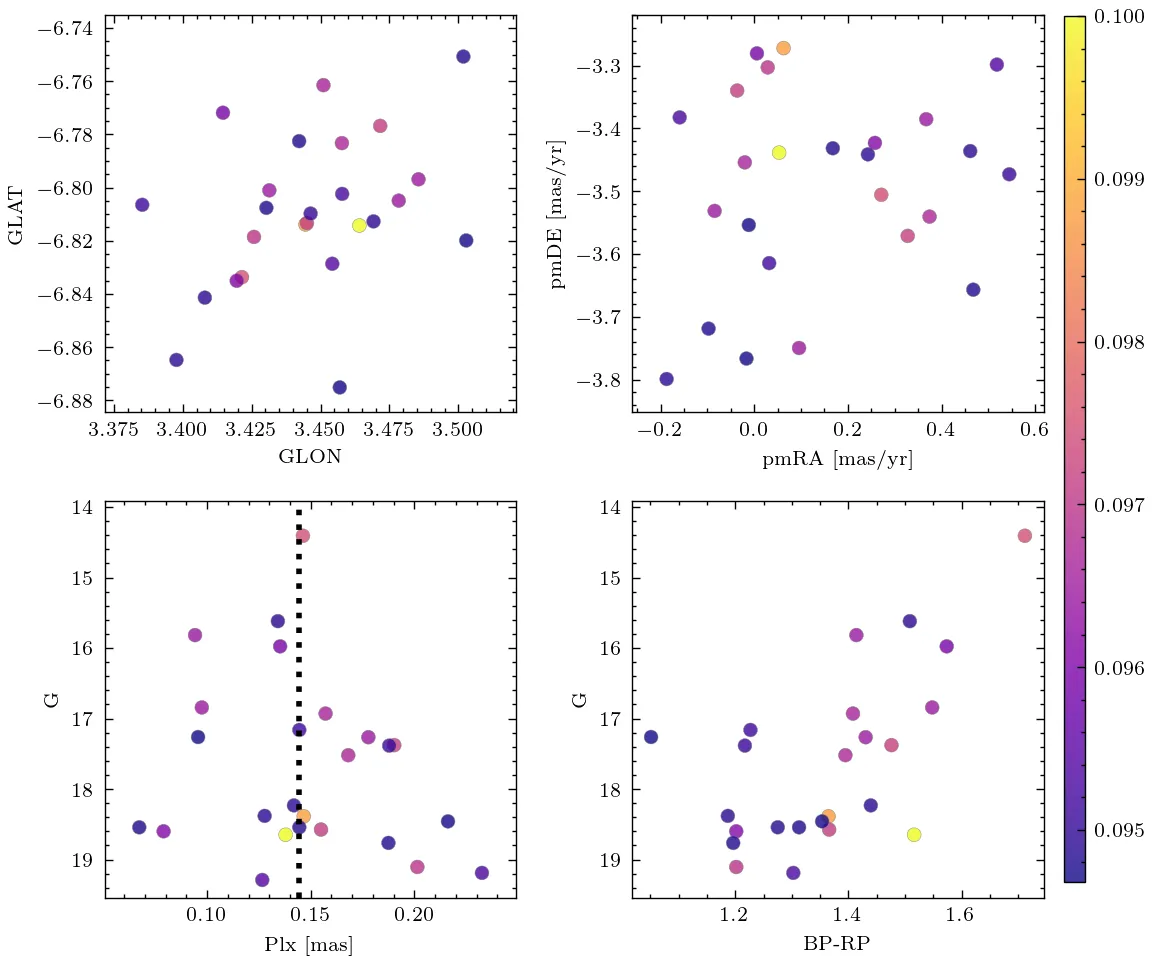 −6.74
−6.76
−6.78
−6.80
−6.82
−6.84
−6.86
−6.88
GLAT
3.375 3.400 3.425 3.450 3.475 3.500
GLON
−3.3
−3.4
−3.5
−3.6
−3.7
−3.8
pmDE [mas/yr]
−0.2 0.0 0.2 0.4 0.6
pmRA [mas/yr]
14
15
16
17
18
19
G
0.10 0.15 0.20
Plx [mas]
14
15
16
17
18
19
G
1.2 1.4 1.6
BP-RP
0.100
0.099
0.098
0.097
0.096
0.095